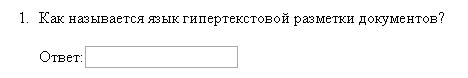 1. Как называется язык гипертекстовой разметки документов?
Ответ: